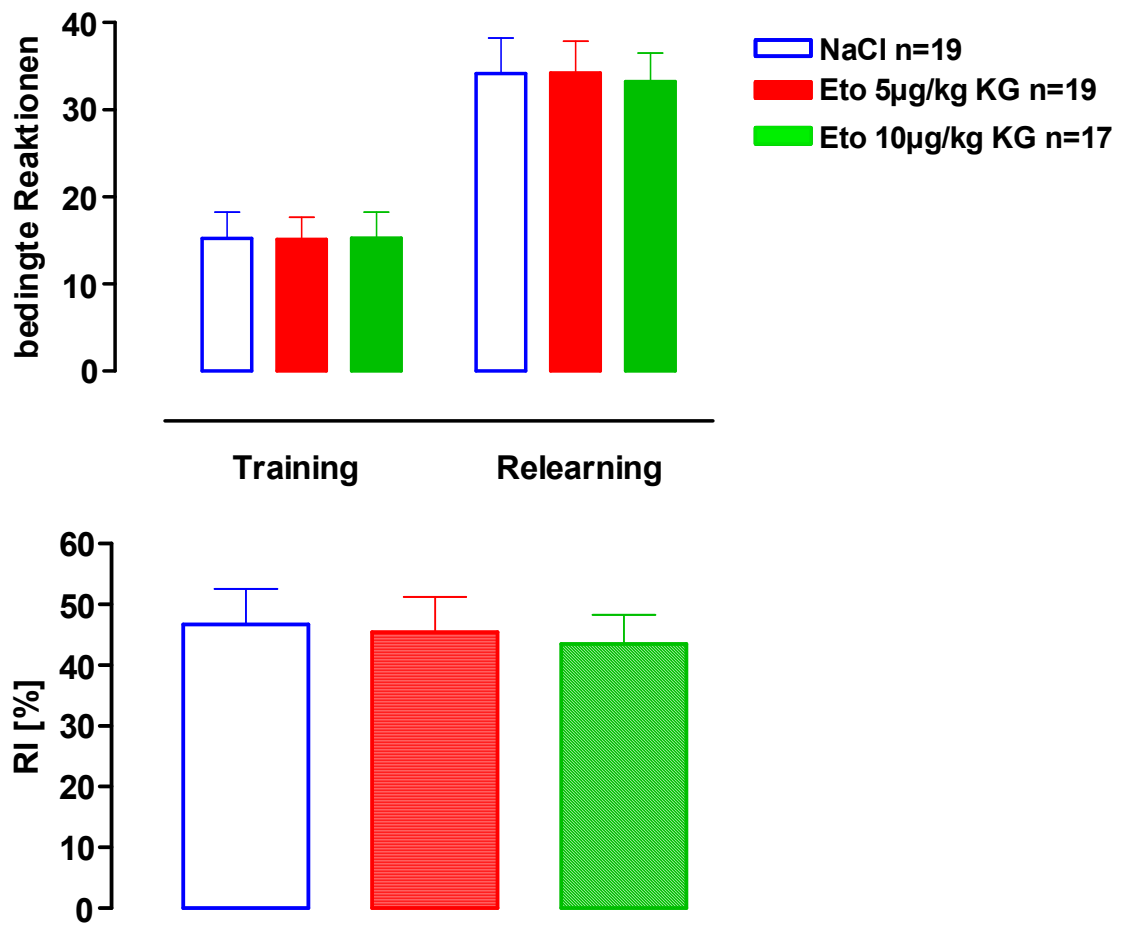 bedingte Reaktionen
40
30
20
10
0
NaCl n=19
Eto 5µg/kg KG n=19
Eto 10µg/kg KG n=17
Training Relearning
RI [%]
60
50
40
30
20
10
0